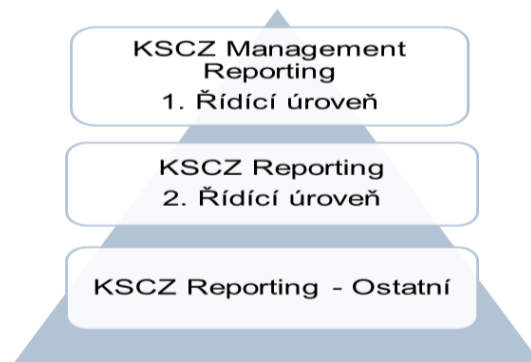 KSCZ Management
Reporting
1. Řídící úroveň
KSCZ Reporting
2. Řídící úroveň
KSCZ Reporting - Ostatní